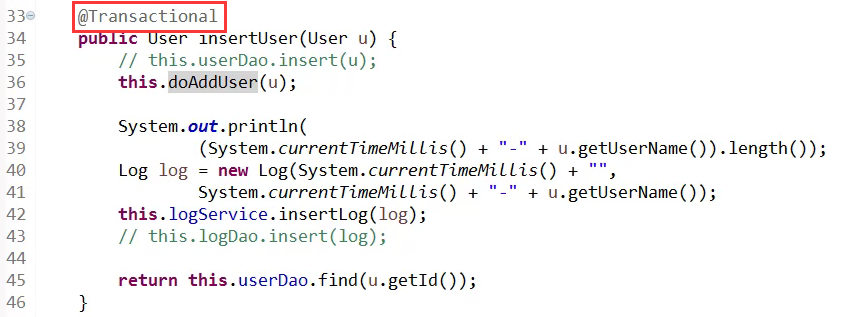 33 @Transactional
34 public User insertUser(User u) {
35 // this.userDao.insert(u);
36 this.doAddUser(u);
37
38 System.out.println(
39 (System.currentTimeMillis() + "-" + u.getUserName()).length());
40 Log log = new Log(System.currentTimeMillis() + "",
41 System.currentTimeMillis() + "-" + u.getUserName());
42 this.logService.insertLog(log);
43 // this.logDao.insert(log);
44
45 return this.userDao.find(u.getId());
46 }